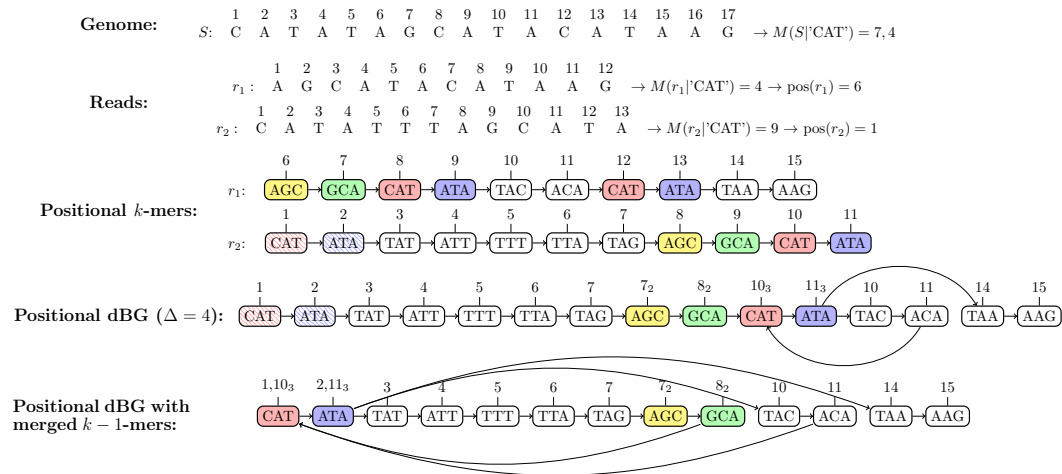 1 2 3 4 5 6 7 8 9 10 11 12 13 14 15 16 17
Genome: S: C A T A T A G C A T A C A T A A G → M(S|'CAT') = 7, 4
1 2 3 4 5 6 7 8 9 10 11 12
r₁ : A G C A T A C A T A A G → M(r₁|'CAT') = 4 → pos(r₁) = 6
Reads:
1 2 3 4 5 6 7 8 9 10 11 12 13
r₂ : C A T A T T T A G C A T A → M(r₂|'CAT') = 9 → pos(r₂) = 1
6 7 8 9 10 11 12 13 14 15
r₁: AGC GCA CAT ATA TAC ACA CAT ATA TAA AAG
Positional k-mers:
1 2 3 4 5 6 7 8 9 10 11
r₂: CAT ATA TAT ATT TTT TTA TAG AGC GCA CAT ATA
1 2 3 4 5 6 7 7₂ 8₂ 10₃ 11₃ 10 11 14 15
Positional dBG (Δ = 4): CAT ATA TAT ATT TTT TTA TAG AGC GCA CAT ATA TAC ACA TAA AAG
1,10₃ 2,11₃ 3 4 5 6 7 7₂ 8₂ 10 11 14 15
Positional dBG with
merged k − 1-mers:
CAT ATA TAT ATT TTT TTA TAG AGC GCA TAC ACA TAA AAG